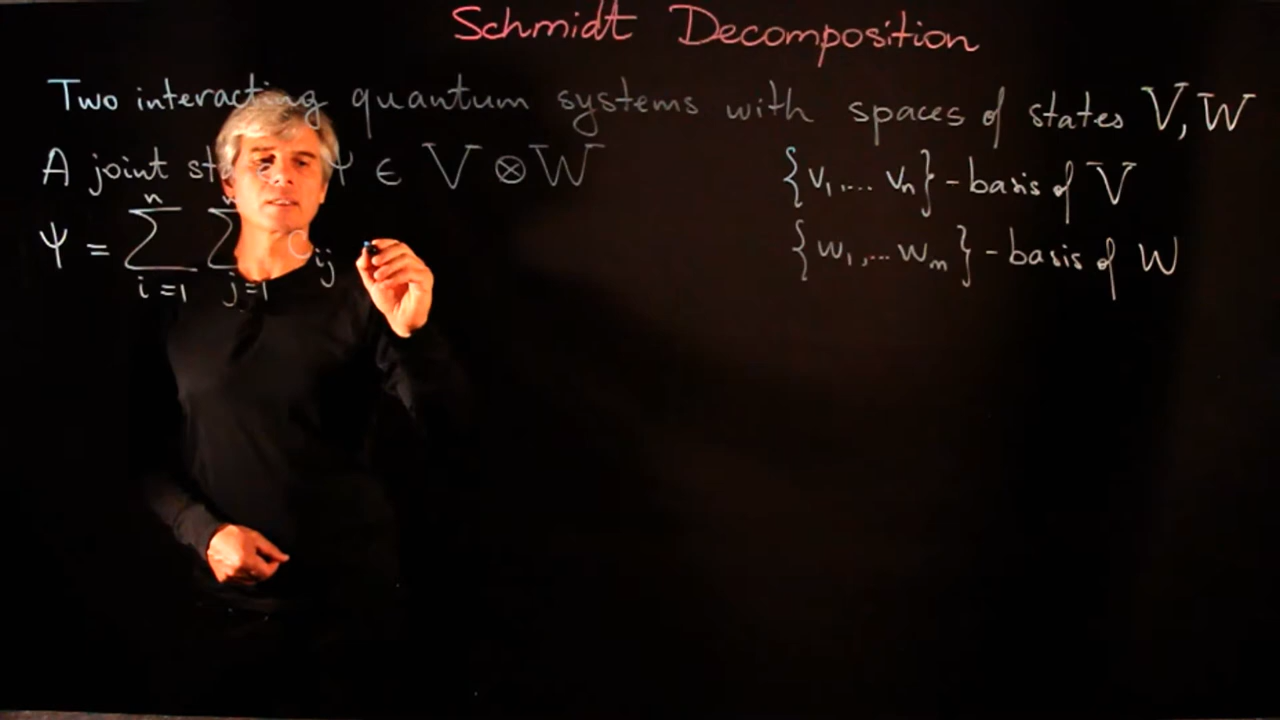 Schmidt Decomposition
Two interacting quantum systems with spaces of states V, W
A joint Ψ ∈ V ⊗ W
{v₁,... vₙ} - basis of V
Ψ = ∑ⁿᵢ₌₁ ∑ⱼ₌₁ Cᵢⱼ
{w₁,... wₘ} - basis of W